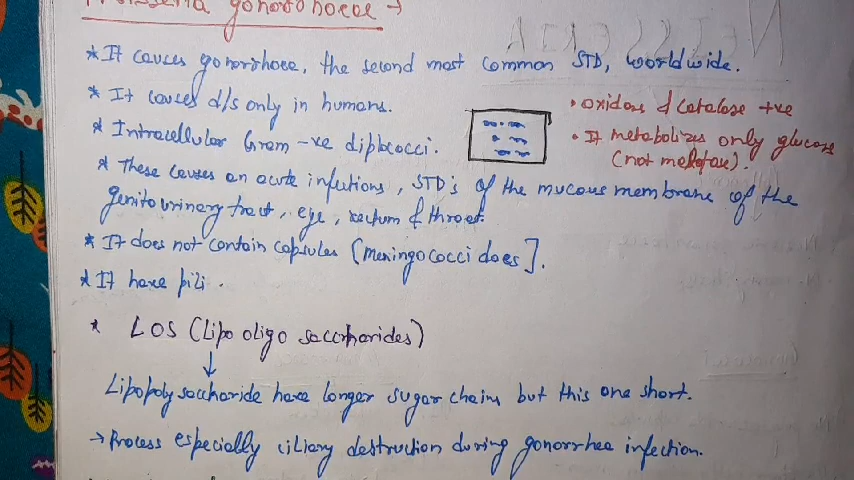 Neisseria gonorrhoeae →
* It causes gonorrhoea, the second most common STD, worldwide.
* It causes d/s only in humans.
* Intracellular Gram -ve diplococci.
• Oxidase & Catalase +ve
• It metabolizes only glucose
(not maltose).
* These causes an acute infections, STD's of the mucous membrane of the
genitourinary tract, eye, rectum & throat.
* It does not contain capsules [meningococci does].
* It have pili.
* LOS (Lipo oligo saccharides)
↓
Lipopolysaccharide have longer sugar chain but this one short.
→ Process especially ciliary destruction during gonorrhea infection.